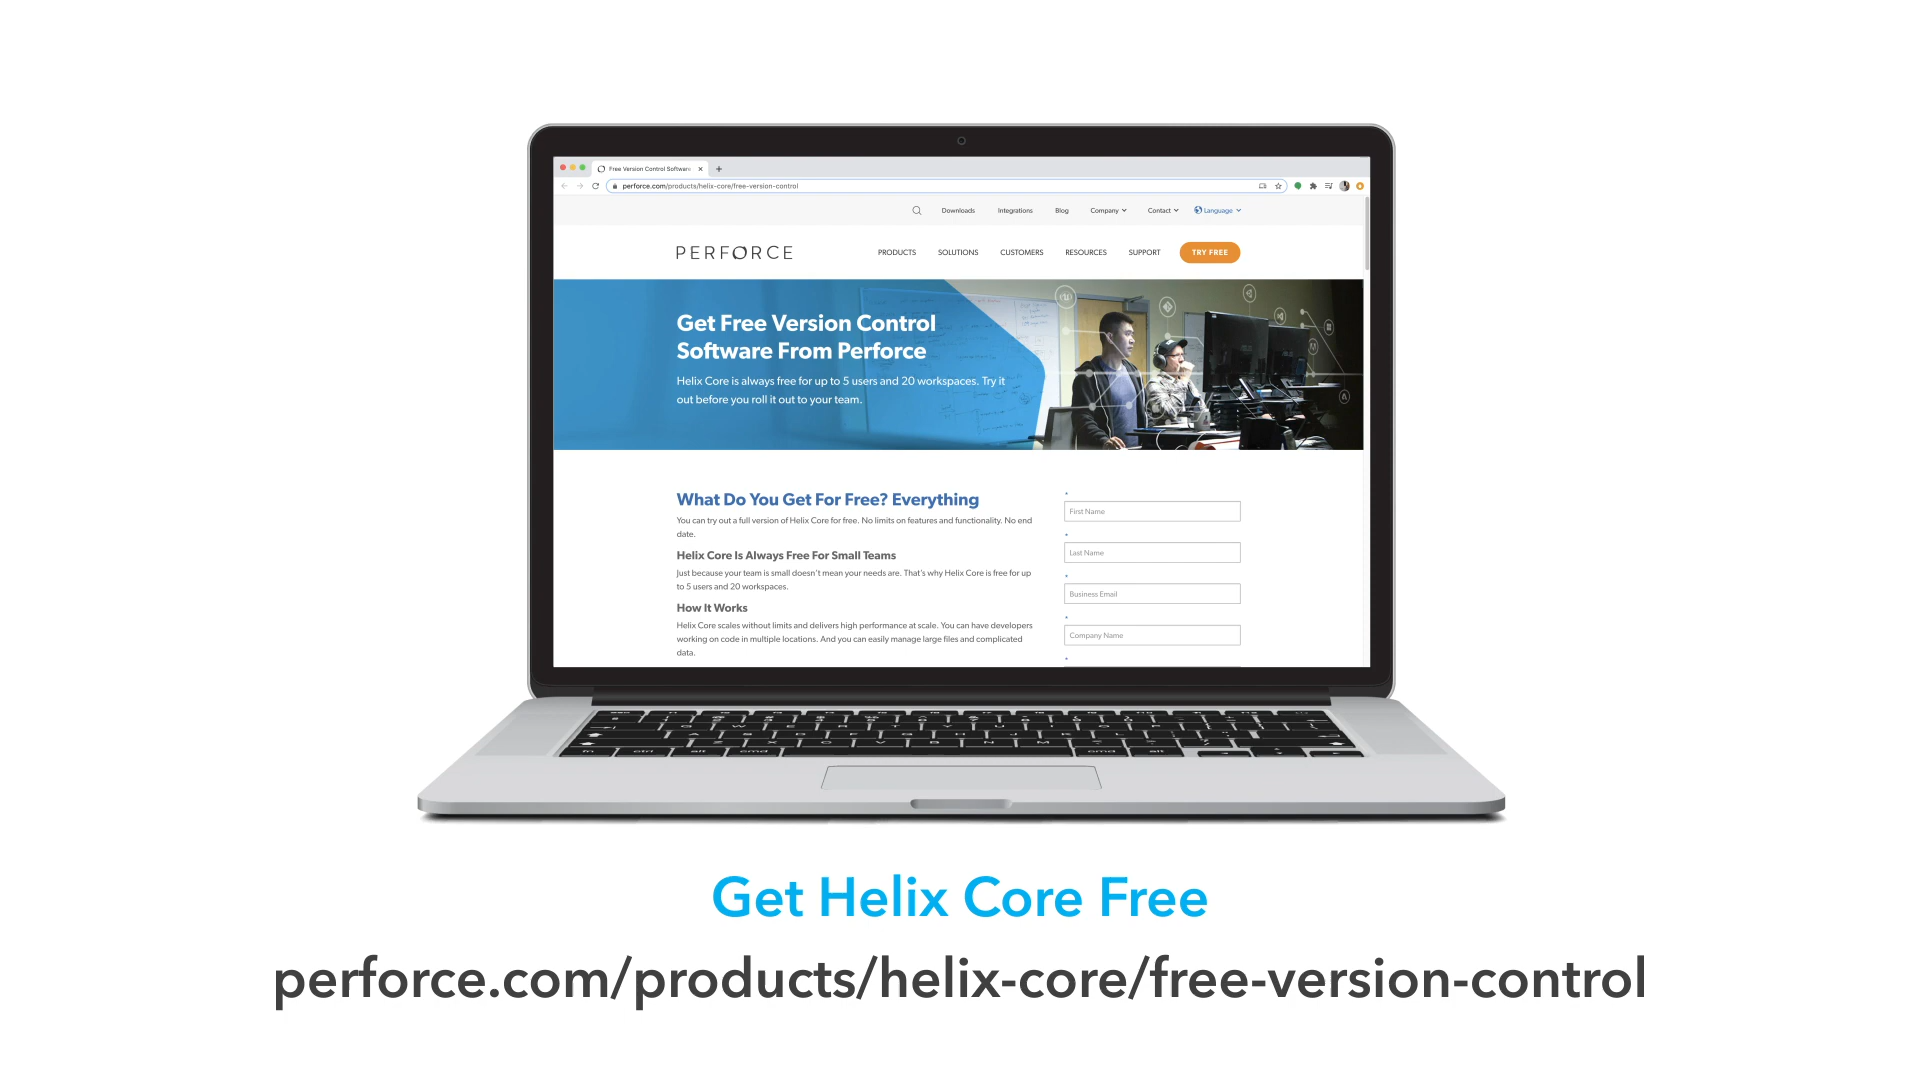 Free Version Control Software
perforce.com/products/helix-core/free-version-control
Downloads Integrations Blog Company Contact Language
PERFORCE PRODUCTS SOLUTIONS CUSTOMERS RESOURCES SUPPORT TRY FREE
Get Free Version Control
Software From Perforce
Helix Core is always free for up to 5 users and 20 workspaces. Try it
out before you roll it out to your team.
What Do You Get For Free? Everything
You can try out a full version of Helix Core for free. No limits on features and functionality. No end
date.
Helix Core Is Always Free For Small Teams
Just because your team is small doesn't mean your needs are. That's why Helix Core is free for up
to 5 users and 20 workspaces.
How It Works
Helix Core scales without limits and delivers high performance at scale. You can have developers
working on code in multiple locations. And you can easily manage large files and complicated
data.
*
First Name
*
Last Name
*
Business Email
*
Company Name
*
fn ctrl alt cmd cmd alt
Get Helix Core Free
perforce.com/products/helix-core/free-version-control